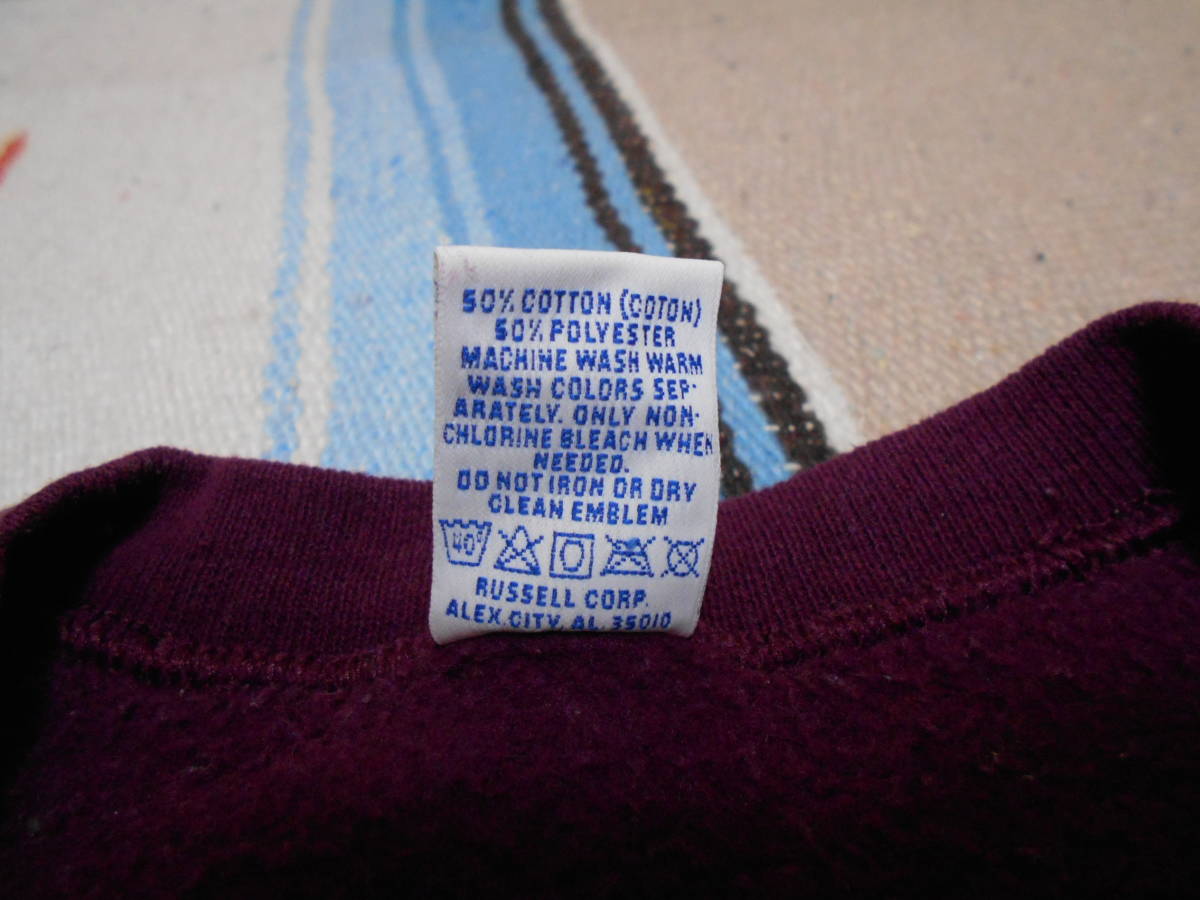 50% COTTON (COTON)
50% POLYESTER
MACHINE WASH WARM
WASH COLORS SEP-
ARATELY. ONLY NON-
CHLORINE BLEACH WHEN
NEEDED.
DO NOT IRON OR DRY
CLEAN EMBLEM
40°
RUSSELL CORP.
ALEX. CITY, AL. 35010